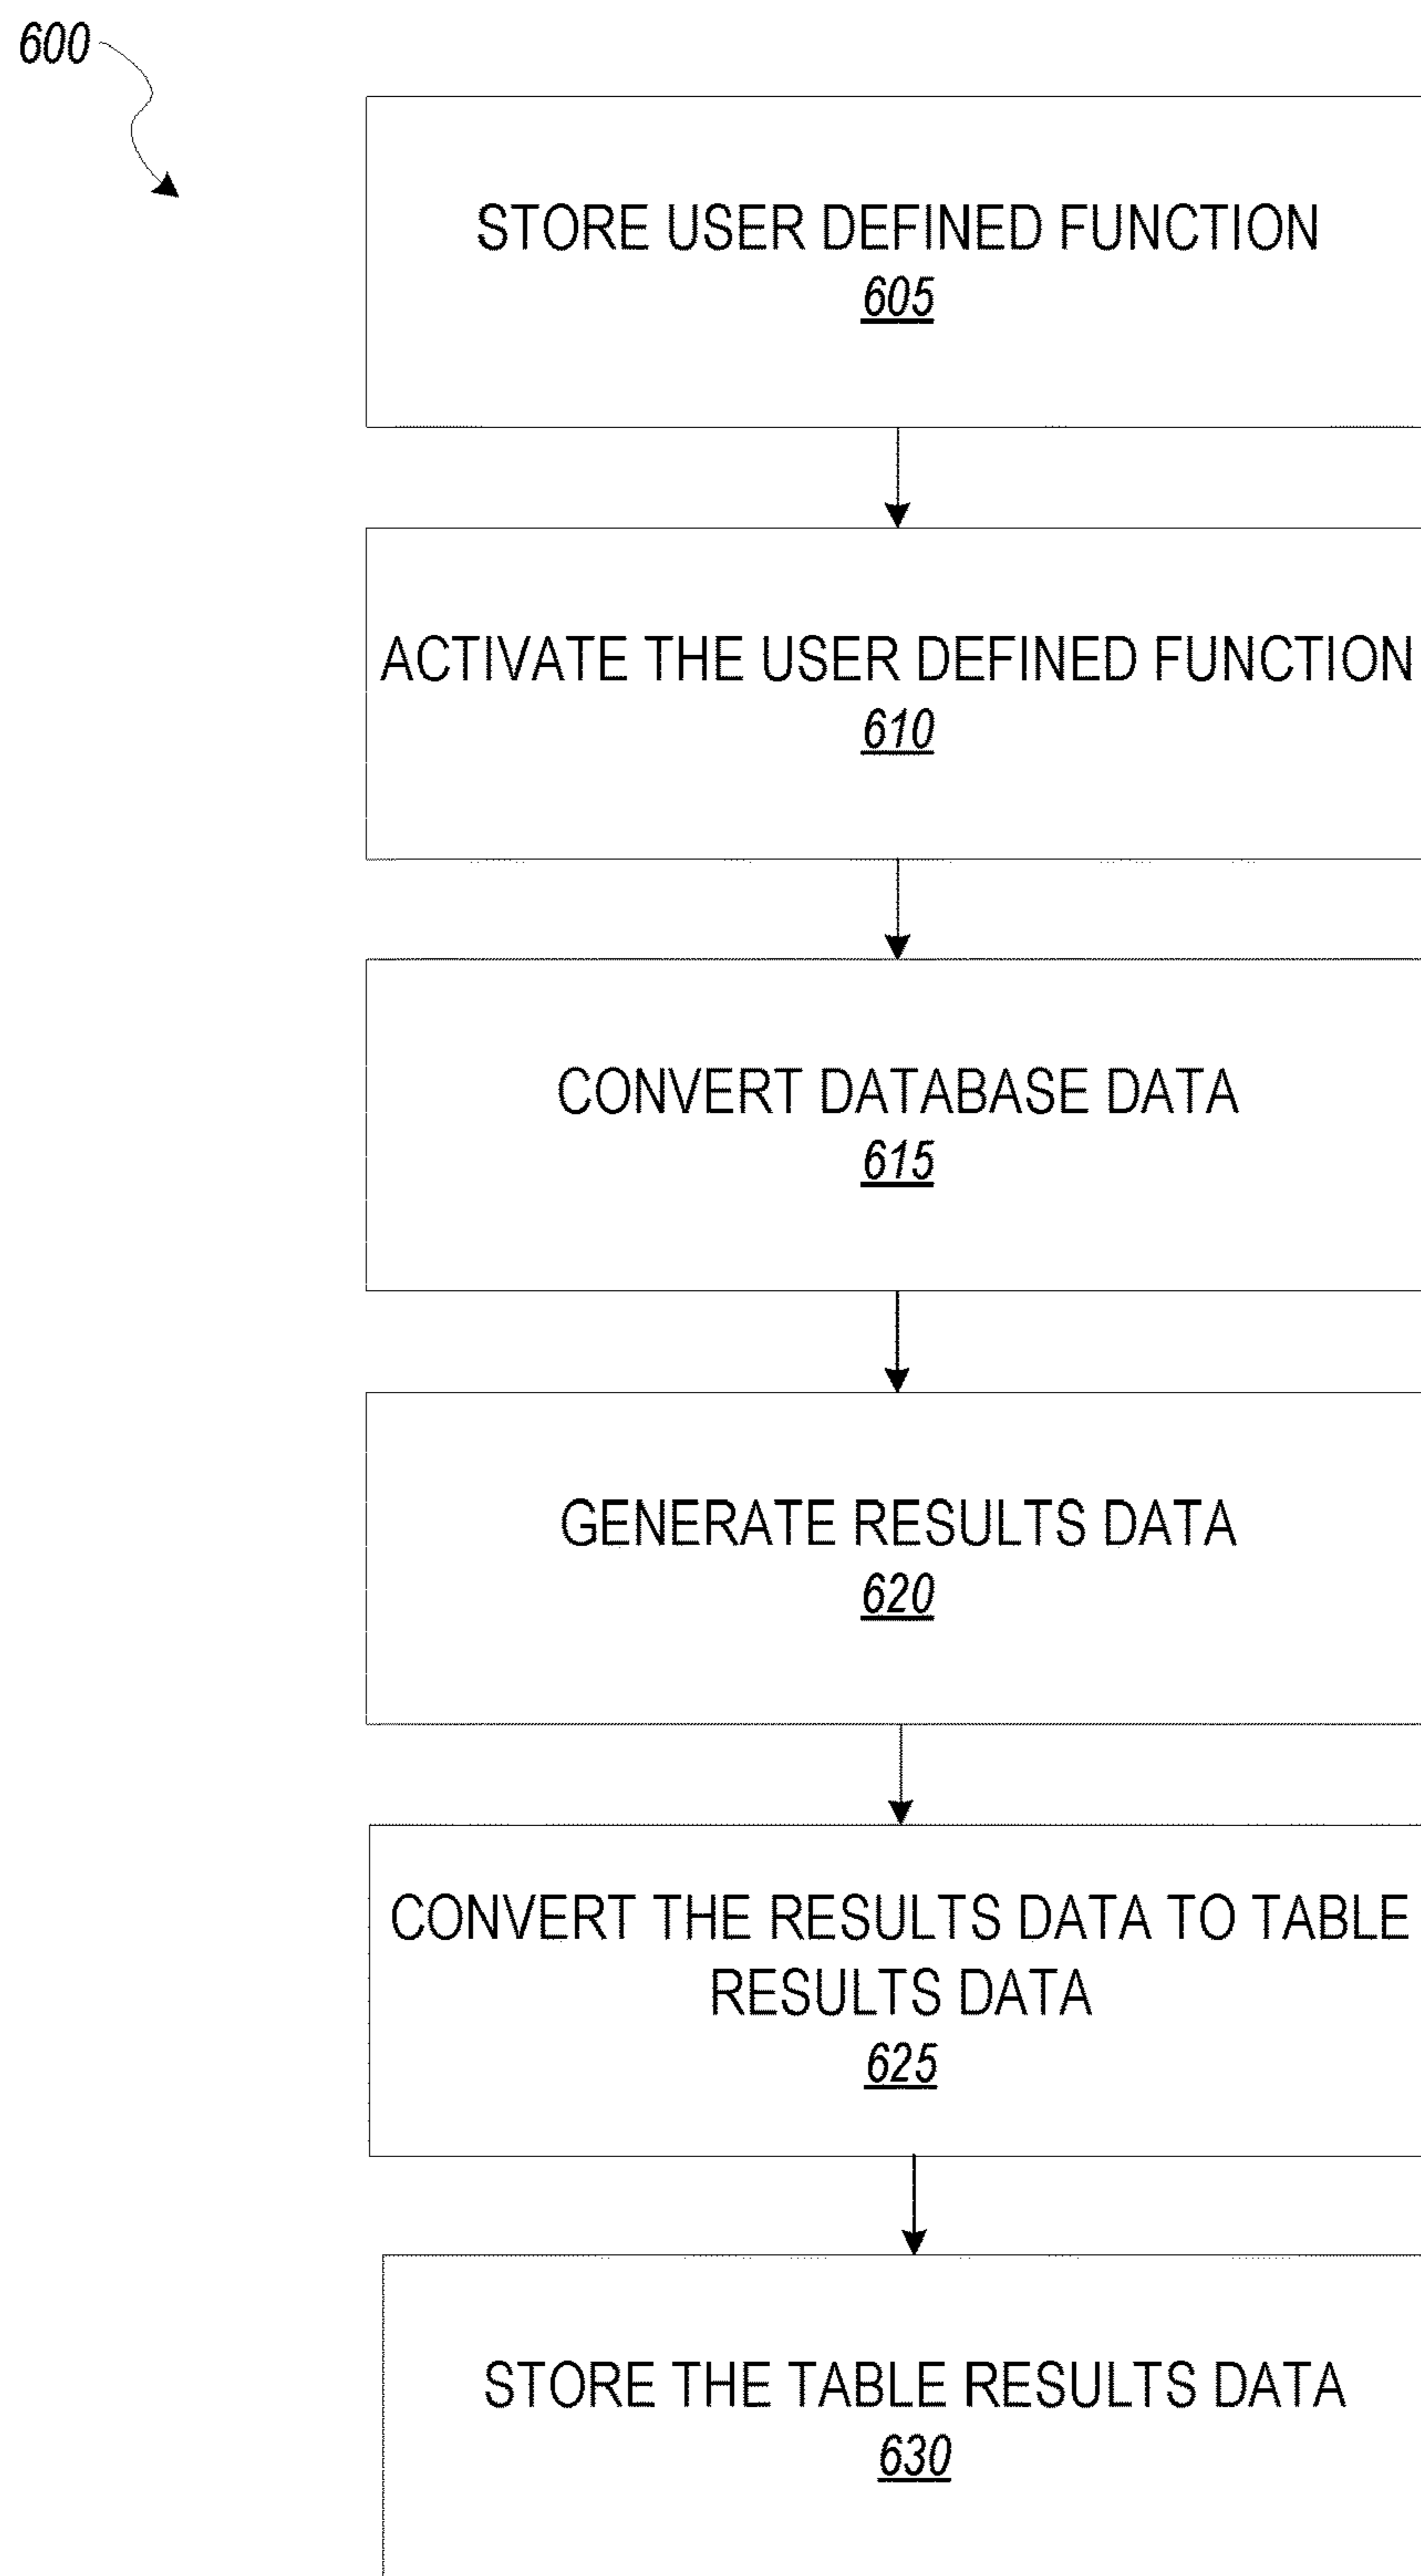 600
STORE USER DEFINED FUNCTION
605
ACTIVATE THE USER DEFINED FUNCTION
610
CONVERT DATABASE DATA
615
GENERATE RESULTS DATA
620
CONVERT THE RESULTS DATA TO TABLE
RESULTS DATA
625
STORE THE TABLE RESULTS DATA
630